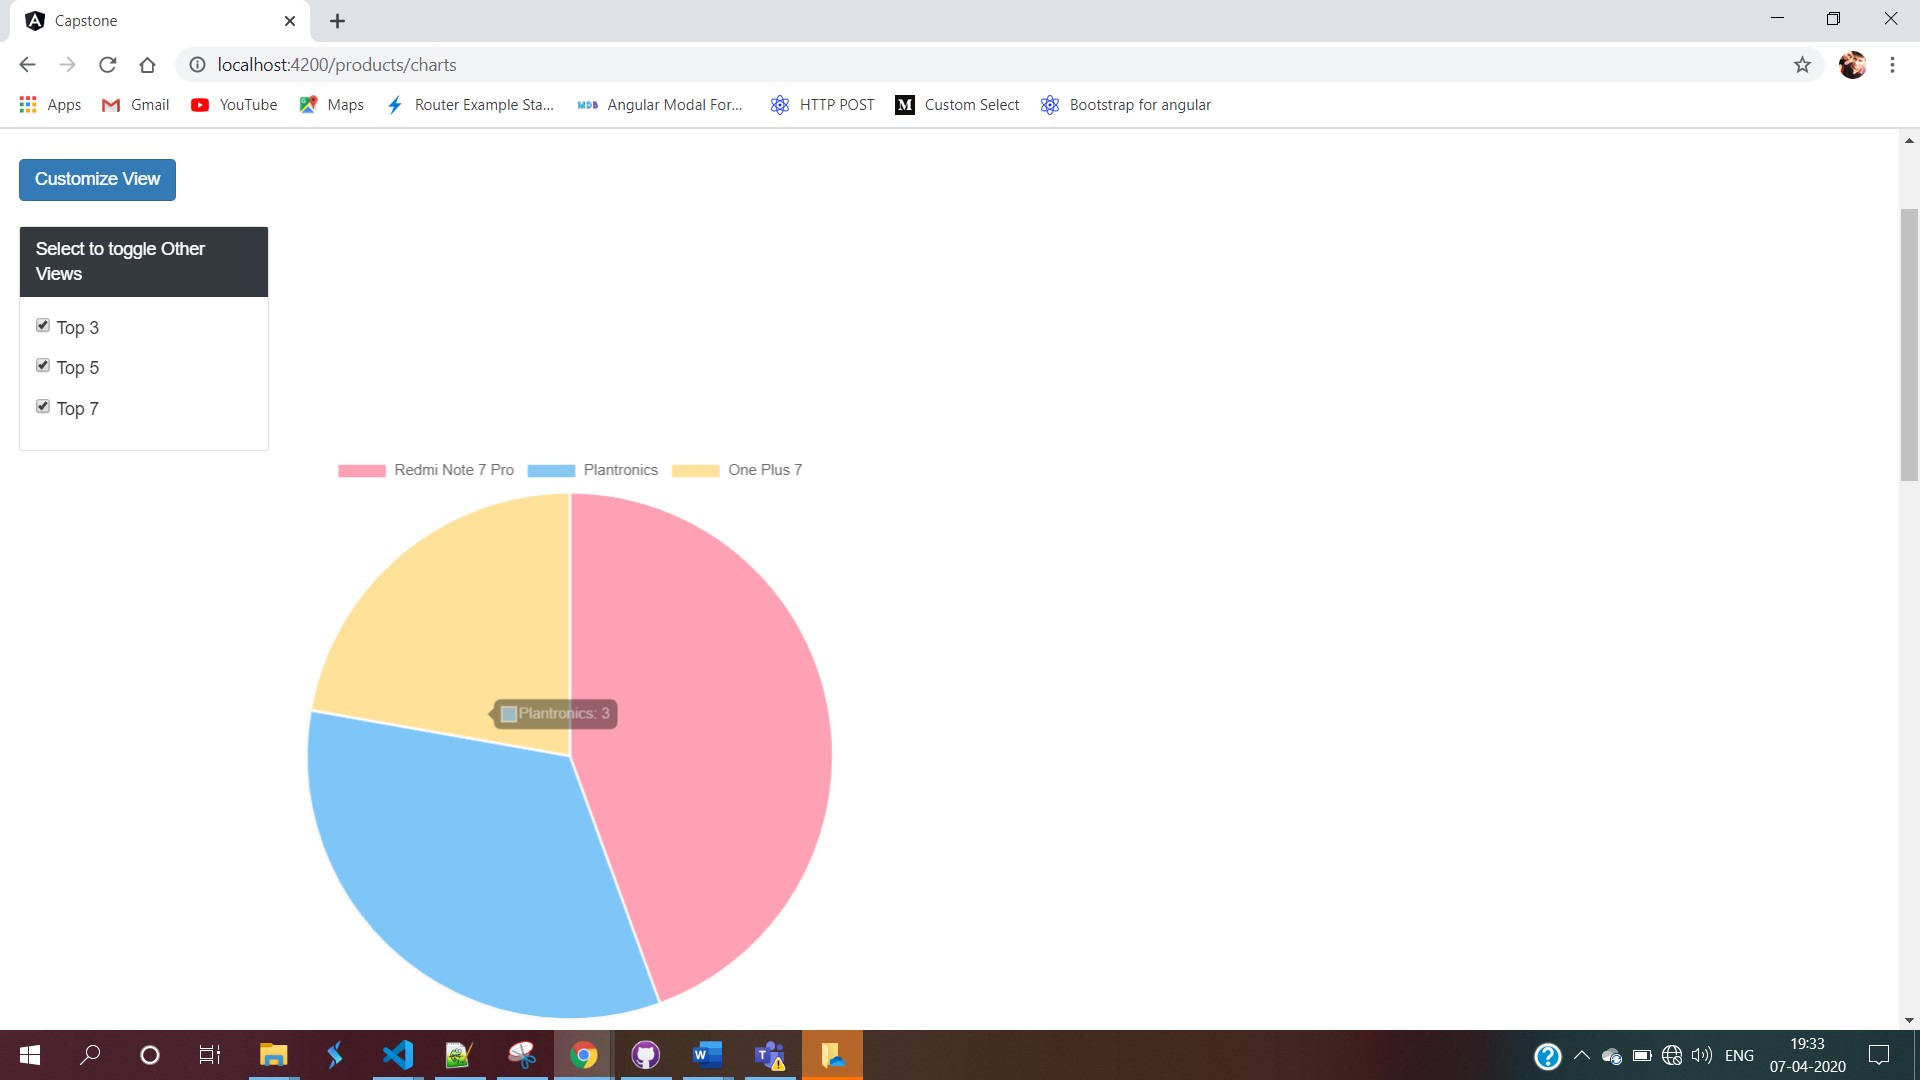 Capstone
localhost:4200/products/charts
Apps Gmail YouTube Maps Router Example Sta... MDB Angular Modal For... HTTP POST M Custom Select Bootstrap for angular
Customize View
Select to toggle Other
Views
Top 3
Top 5
Top 7
Redmi Note 7 Pro Plantronics One Plus 7
Plantronics: 3
ENG
19:33
07-04-2020